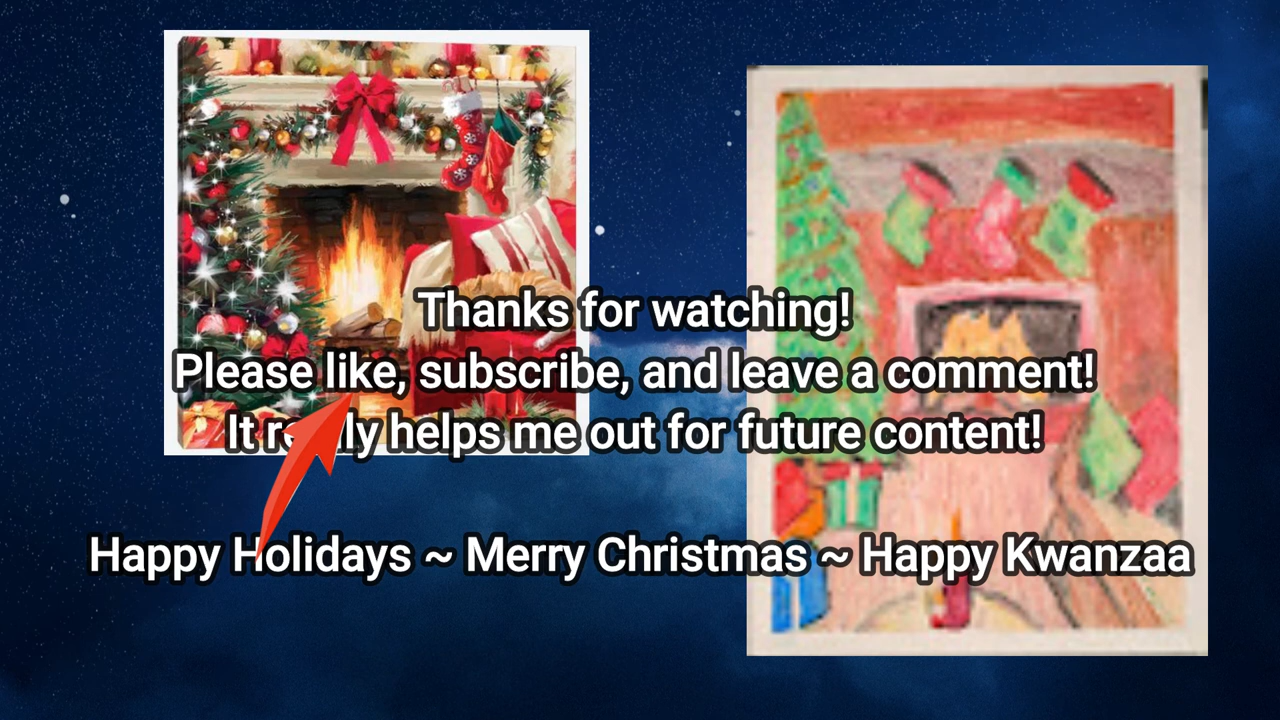 Thanks for watching!
Please like, subscribe, and leave a comment!
It really helps me out for future content!
Happy Holidays ~ Merry Christmas ~ Happy Kwanzaa